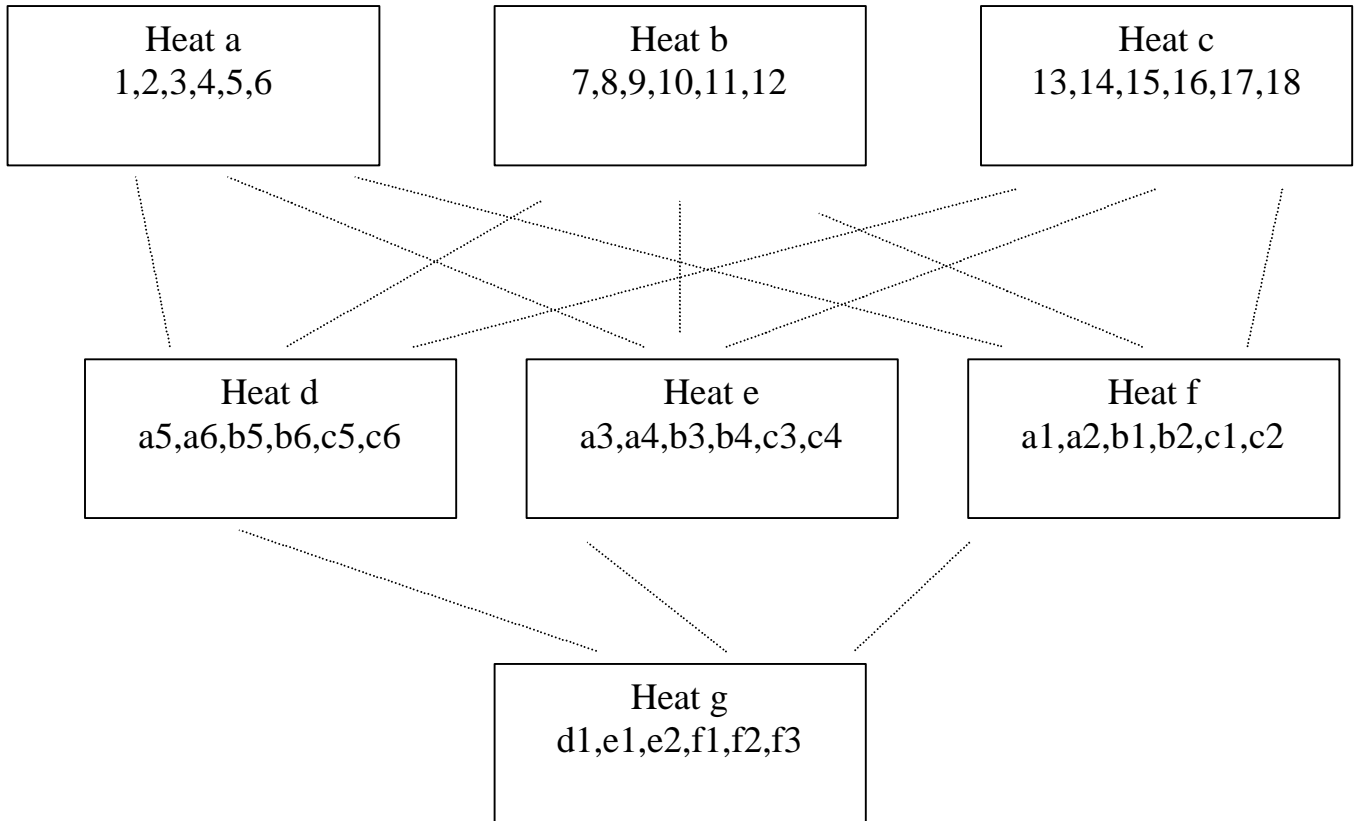 Heat a
1,2,3,4,5,6
Heat b
7,8,9,10,11,12
Heat c
13,14,15,16,17,18
Heat d
a5,a6,b5,b6,c5,c6
Heat e
a3,a4,b3,b4,c3,c4
Heat f
a1,a2,b1,b2,c1,c2
Heat g
d1,e1,e2,f1,f2,f3